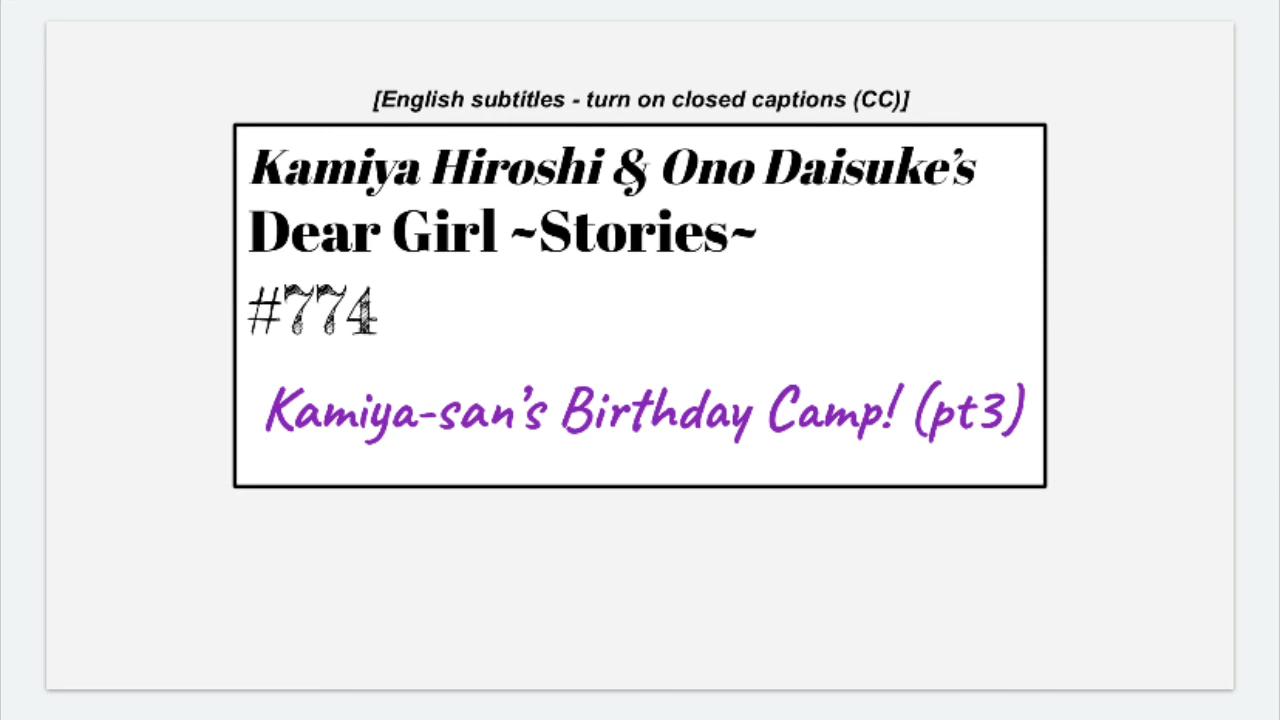 [English subtitles - turn on closed captions (CC)]
Kamiya Hiroshi & Ono Daisuke’s
Dear Girl ~Stories~
#774
Kamiya-san’s Birthday Camp! (pt3)